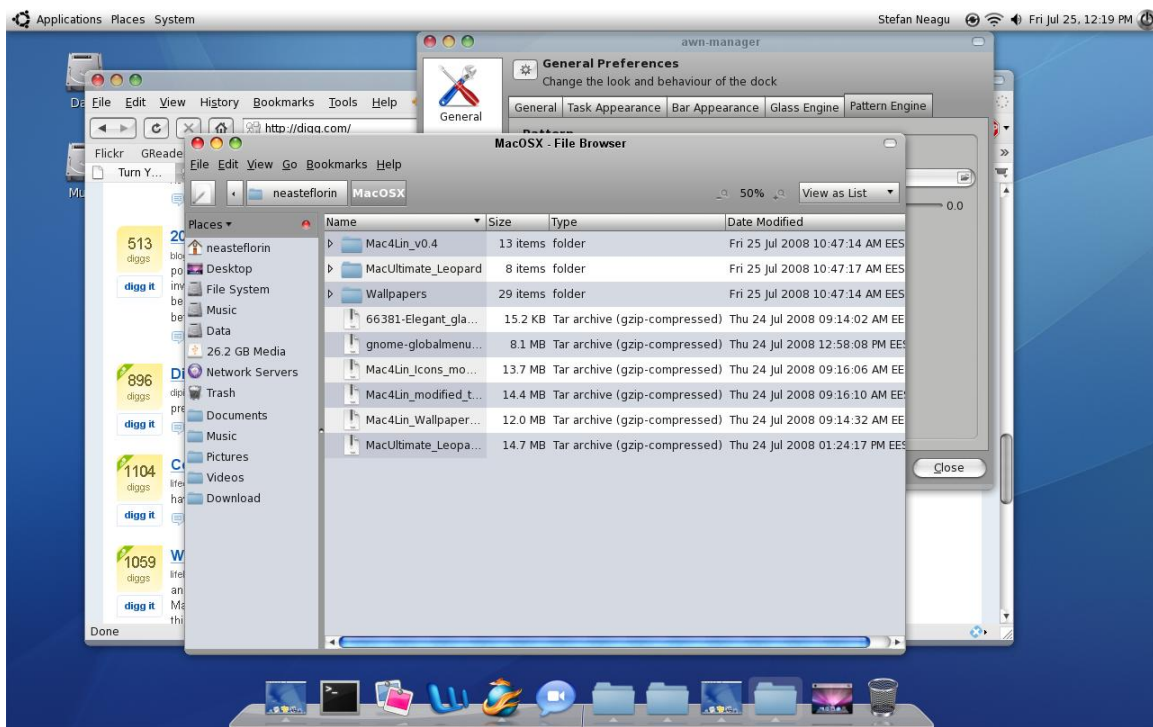 Applications Places System
Stefan Neagu Fri Jul 25, 12:19 PM
awn-manager
General Preferences
Change the look and behaviour of the dock
General
General Task Appearance Bar Appearance Glass Engine Pattern Engine
0.0
Close
File Edit View History Bookmarks Tools Help
http://digg.com/
Flickr GReade
»
Turn Y...
513
diggs
digg it
896
diggs
digg it
1104
diggs
digg it
1059
diggs
digg it
Done
MacOSX - File Browser
File Edit View Go Bookmarks Help
neasteflorin MacOSX
50% View as List
Places
neasteflorin
Desktop
File System
Music
Data
26.2 GB Media
Network Servers
Trash
Documents
Music
Pictures
Videos
Download
Name Size Type Date Modified
Mac4Lin_v0.4 13 items folder Fri 25 Jul 2008 10:47:14 AM EES
MacUltimate_Leopard 8 items folder Fri 25 Jul 2008 10:47:17 AM EES
Wallpapers 29 items folder Fri 25 Jul 2008 10:47:14 AM EES
66381-Elegant_gla... 15.2 KB Tar archive (gzip-compressed) Thu 24 Jul 2008 09:14:02 AM EE
gnome-globalmenu... 8.1 MB Tar archive (gzip-compressed) Thu 24 Jul 2008 12:58:08 PM EES
Mac4Lin_Icons_mo... 13.7 MB Tar archive (gzip-compressed) Thu 24 Jul 2008 09:16:06 AM EE
Mac4Lin_modified_t... 14.4 MB Tar archive (gzip-compressed) Thu 24 Jul 2008 09:16:10 AM EE
Mac4Lin_Wallpaper... 12.0 MB Tar archive (gzip-compressed) Thu 24 Jul 2008 09:14:32 AM EE
MacUltimate_Leopa... 14.7 MB Tar archive (gzip-compressed) Thu 24 Jul 2008 01:24:17 PM EES